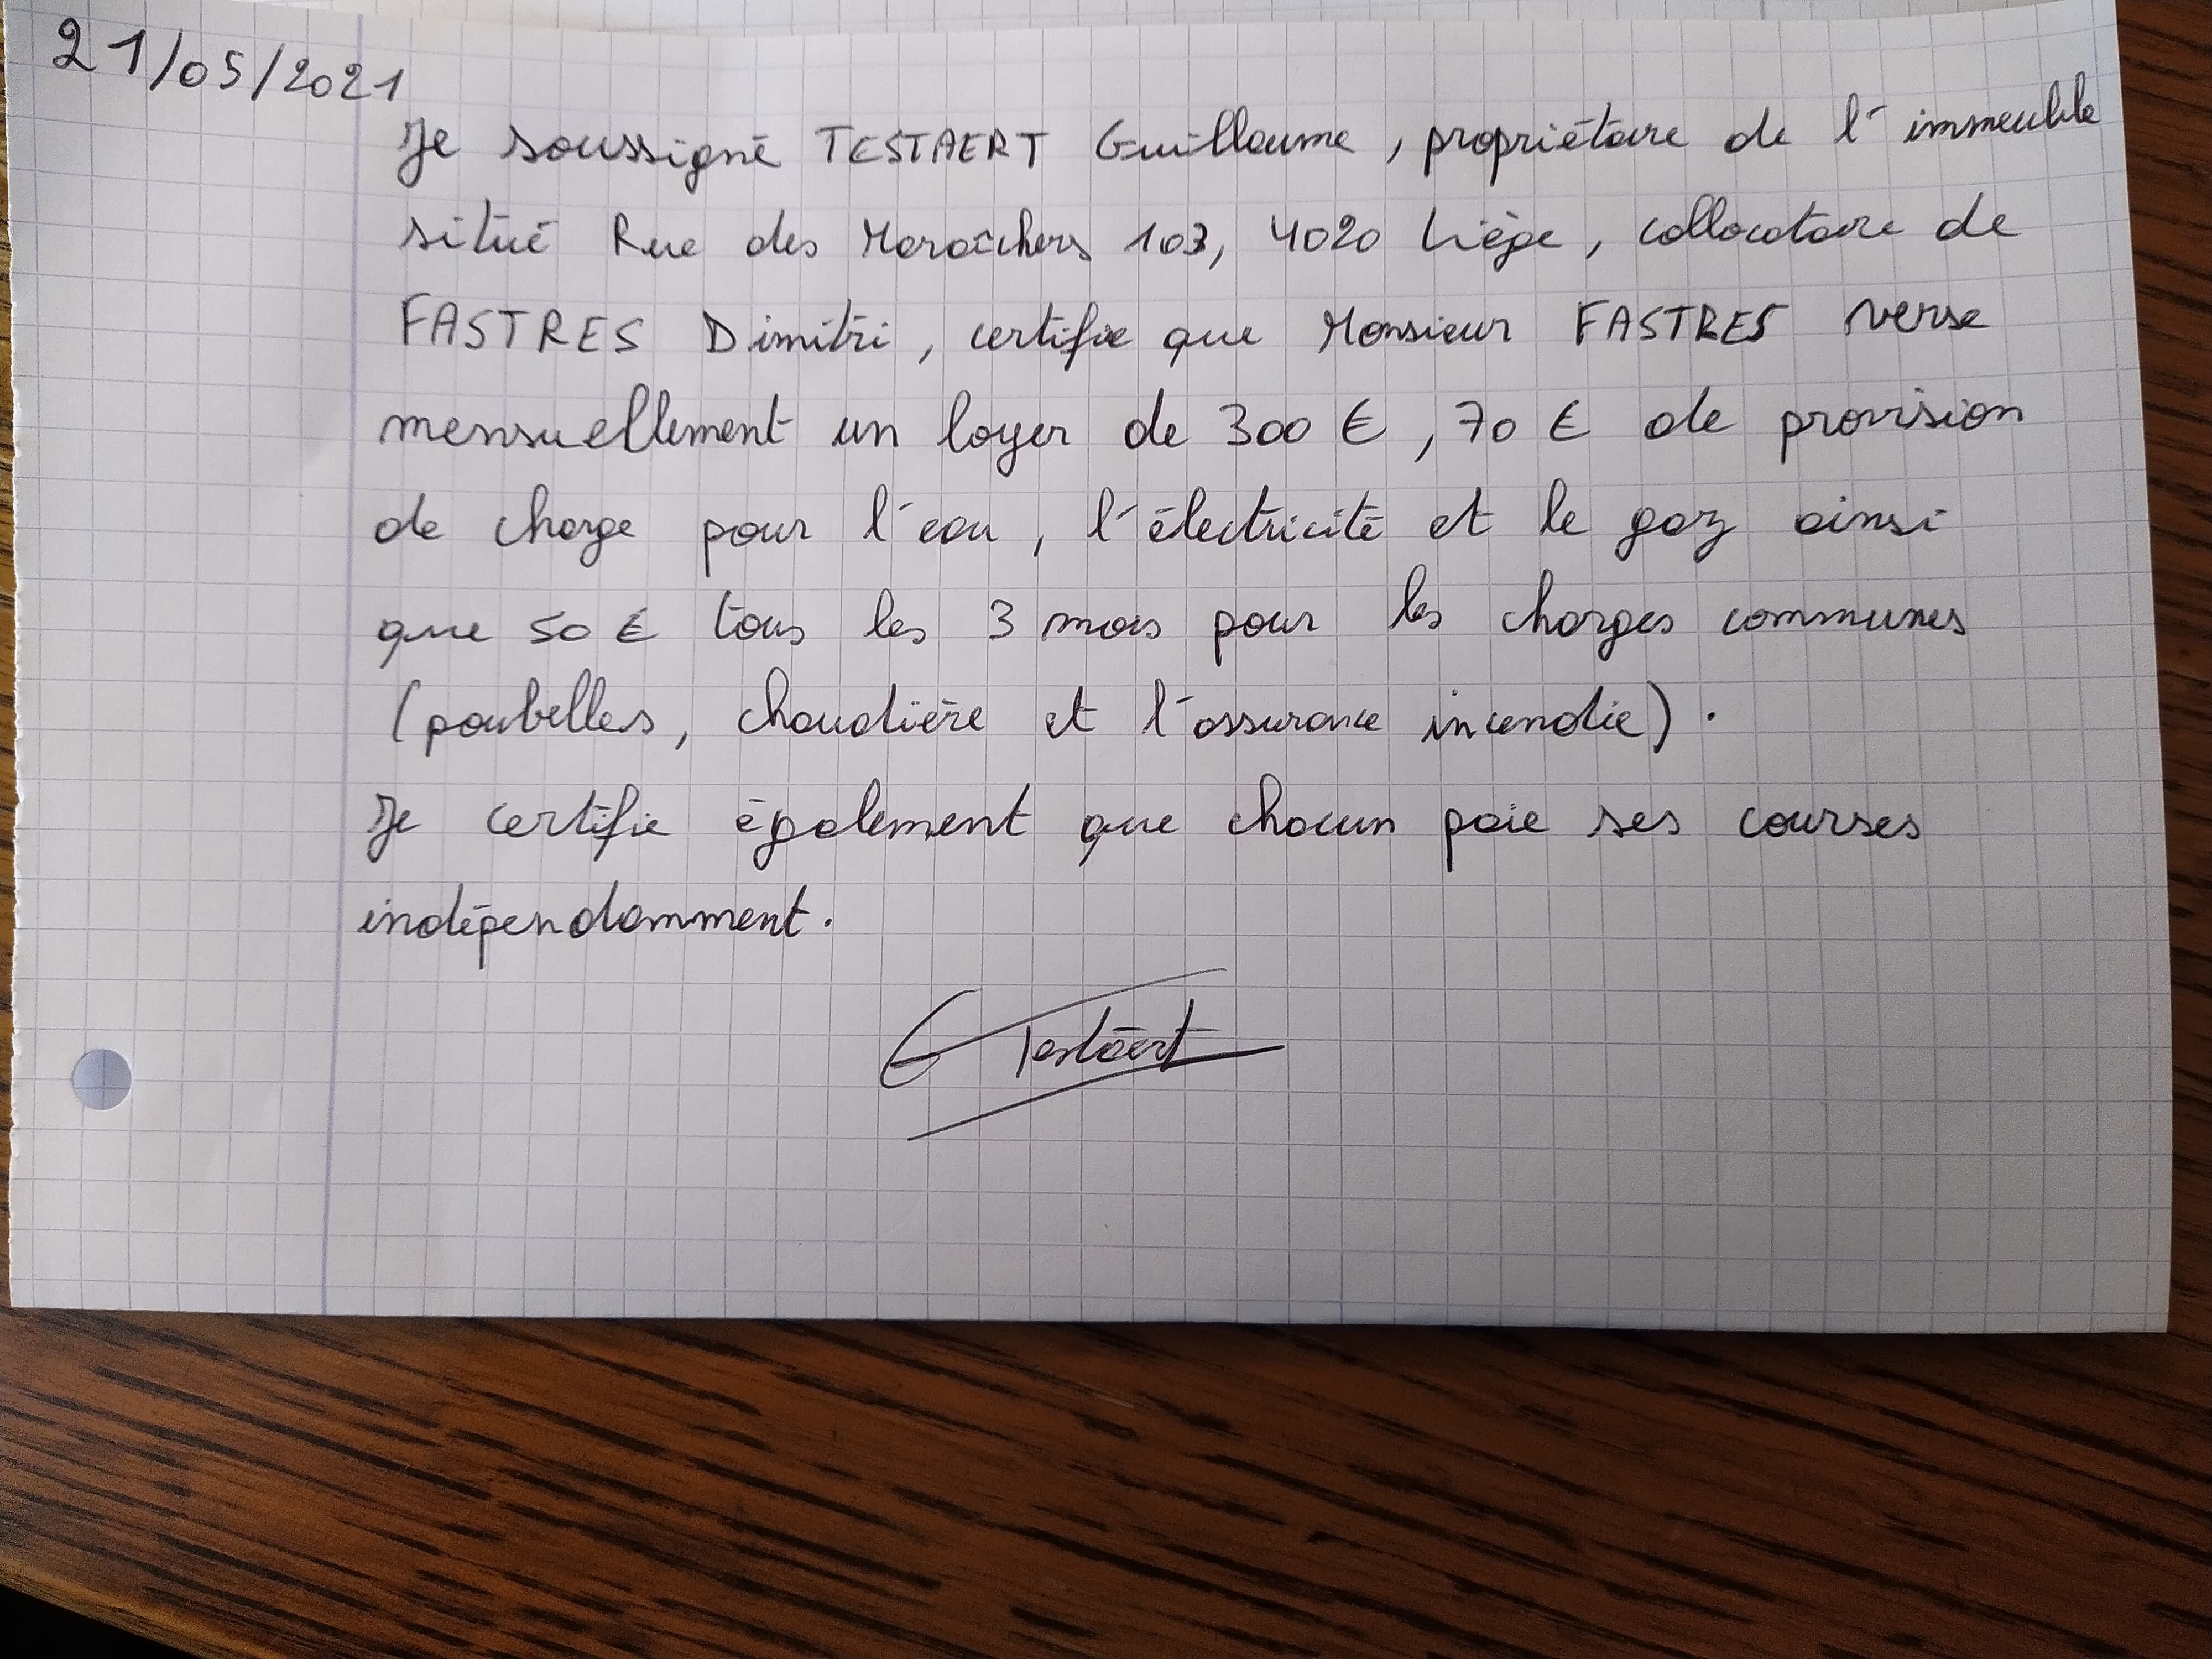 21/05/2021
Je soussigné TESTAERT Guillaume, propriétaire de l'immeuble
situé Rue des Maraîchers 103, 4020 Liège, collocataire de
FASTRES Dimitri, certifie que Monsieur FASTRES verse
mensuellement un loyer de 300 €, 70 € de provision
de charge pour l'eau, l'électricité et le gaz ainsi
que 50 € tous les 3 mois pour les charges communes
(poubelles, chaudière et l'assurance incendie).
Je certifie également que chacun paie ses courses
indépendamment.
G Testaert